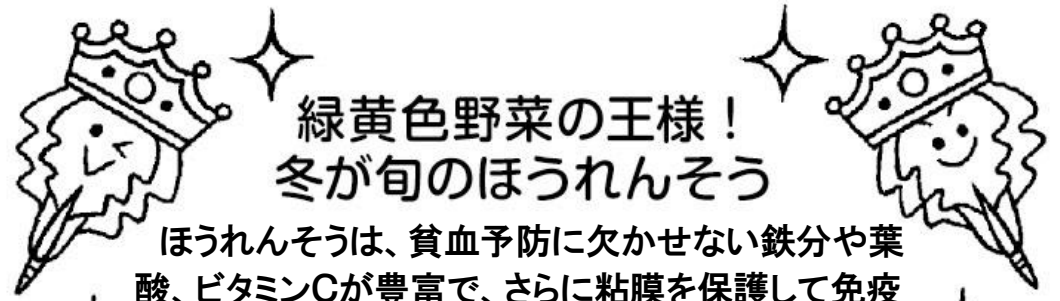 緑黄色野菜の王様！
冬が旬のほうれんそう
ほうれんそうは、貧血予防に欠かせない鉄分や葉
酸、ビタミンCが豊富で、さらに粘膜を保護して免疫